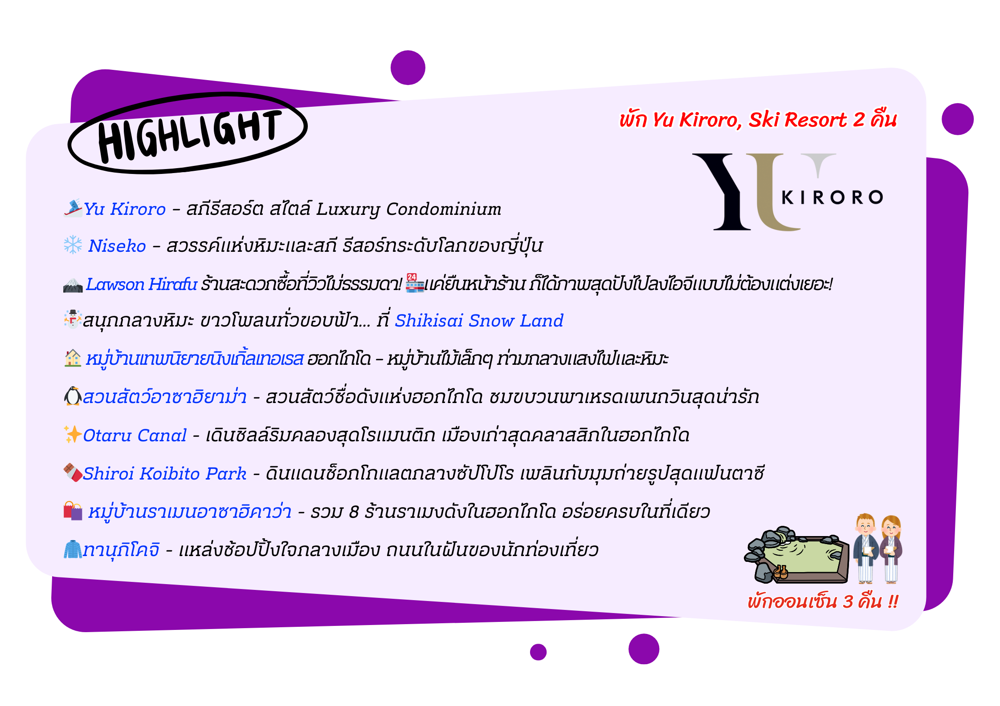 HIGHLIGHT
พัก Yu Kiroro, Ski Resort 2 คืน
YU KIRORO
Yu Kiroro – สกีรีสอร์ต สไตล์ Luxury Condominium
Niseko – สวรรค์แห่งหิมะและสกี รีสอร์ทระดับโลกของญี่ปุ่น
Lawson Hirafu ร้านสะดวกซื้อที่วิวไม่ธรรมดา! 24 แค่ยืนหน้าร้าน ก็ได้ภาพสุดปังไปลงไอจีแบบไม่ต้องแต่งเยอะ!
สนุกกลางหิมะ ขาวโพลนทั่วขอบฟ้า... ที่ Shikisai Snow Land
หมู่บ้านเทพนิยายนิงเกิ้ลเทอเรส ฮอกไกโด – หมู่บ้านไม้เล็กๆ ท่ามกลางแสงไฟและหิมะ
สวนสัตว์อาซาฮิยาม่า - สวนสัตว์ชื่อดังแห่งฮอกไกโด ชมขบวนพาเหรดเพนกวินสุดน่ารัก
Otaru Canal - เดินชิลล์ริมคลองสุดโรแมนติก เมืองเก่าสุดคลาสสิกในฮอกไกโด
Shiroi Koibito Park - ดินแดนช็อกโกแลตกลางซัปโปโร เพลินกับมุมถ่ายรูปสุดแฟนตาซี
หมู่บ้านราเมนอาซาฮิคาว่า - รวม 8 ร้านราเมงดังในฮอกไกโด อร่อยครบในที่เดียว
ทานุกิโคจิ - แหล่งช้อปปิ้งใจกลางเมือง ถนนในฝันของนักท่องเที่ยว
พักออนเซ็น 3 คืน !!